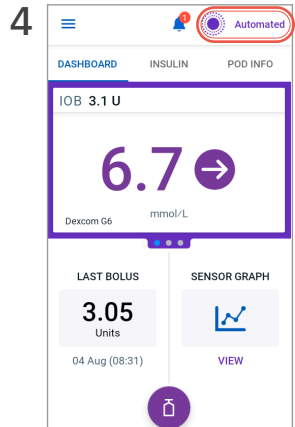 4
1
Automated
DASHBOARD INSULIN POD INFO
IOB 3.1 U
6.7
mmol/L
Dexcom G6
LAST BOLUS SENSOR GRAPH
3.05
Units
04 Aug (08:31) VIEW